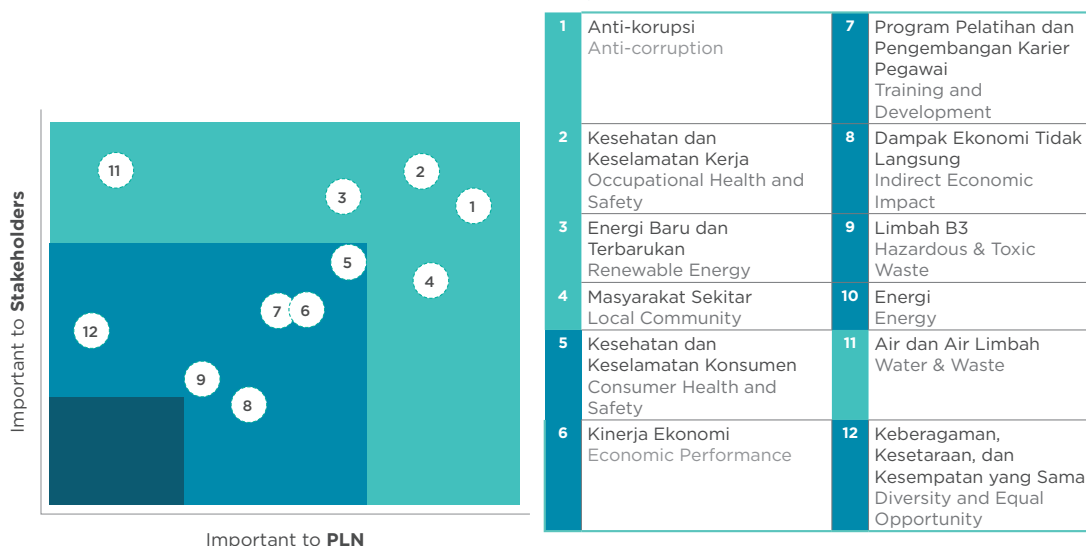 Important to Stakeholders
11
2
3
1
5
4
7
6
12
9
8
Important to PLN
1
Anti-korupsi
Anti-corruption
2
Kesehatan dan
Keselamatan Kerja
Occupational Health and
Safety
3
Energi Baru dan
Terbarukan
Renewable Energy
4
Masyarakat Sekitar
Local Community
5
Kesehatan dan
Keselamatan Konsumen
Consumer Health and
Safety
6
Kinerja Ekonomi
Economic Performance
7
Program Pelatihan dan
Pengembangan Karier
Pegawai
Training and
Development
8
Dampak Ekonomi Tidak
Langsung
Indirect Economic
Impact
9
Limbah B3
Hazardous & Toxic
Waste
10
Energi
Energy
11
Air dan Air Limbah
Water & Waste
12
Keberagaman,
Kesetaraan, dan
Kesempatan yang Sama
Diversity and Equal
Opportunity